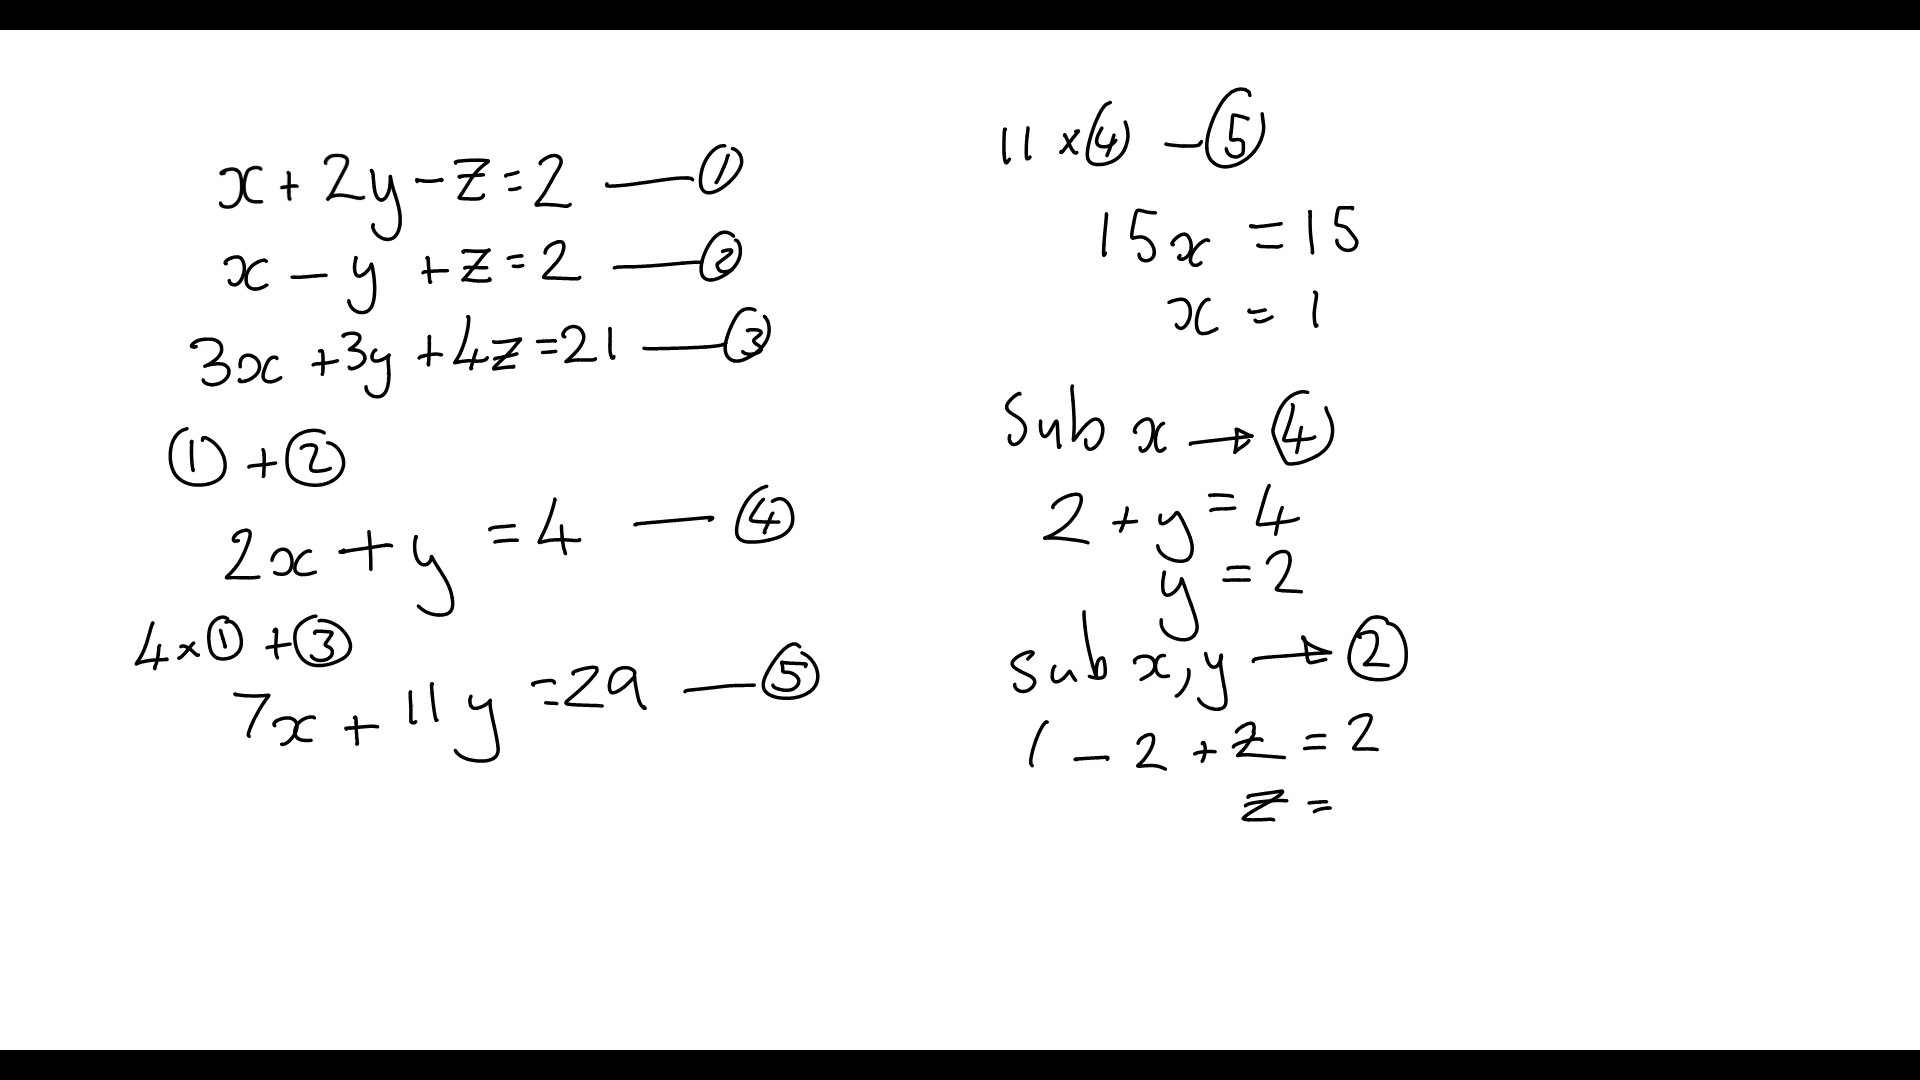 x + 2y - z = 2 — ①
x - y + z = 2 — ②
3x + 3y + 4z = 21 — ③
① + ②
2x + y = 4 — ④
4 × ① + ③
7x + 11y = 29 — ⑤
11 × ④ - ⑤
15x = 15
x = 1
Sub x → ④
2 + y = 4
y = 2
Sub x, y → ②
1 - 2 + z = 2
z =